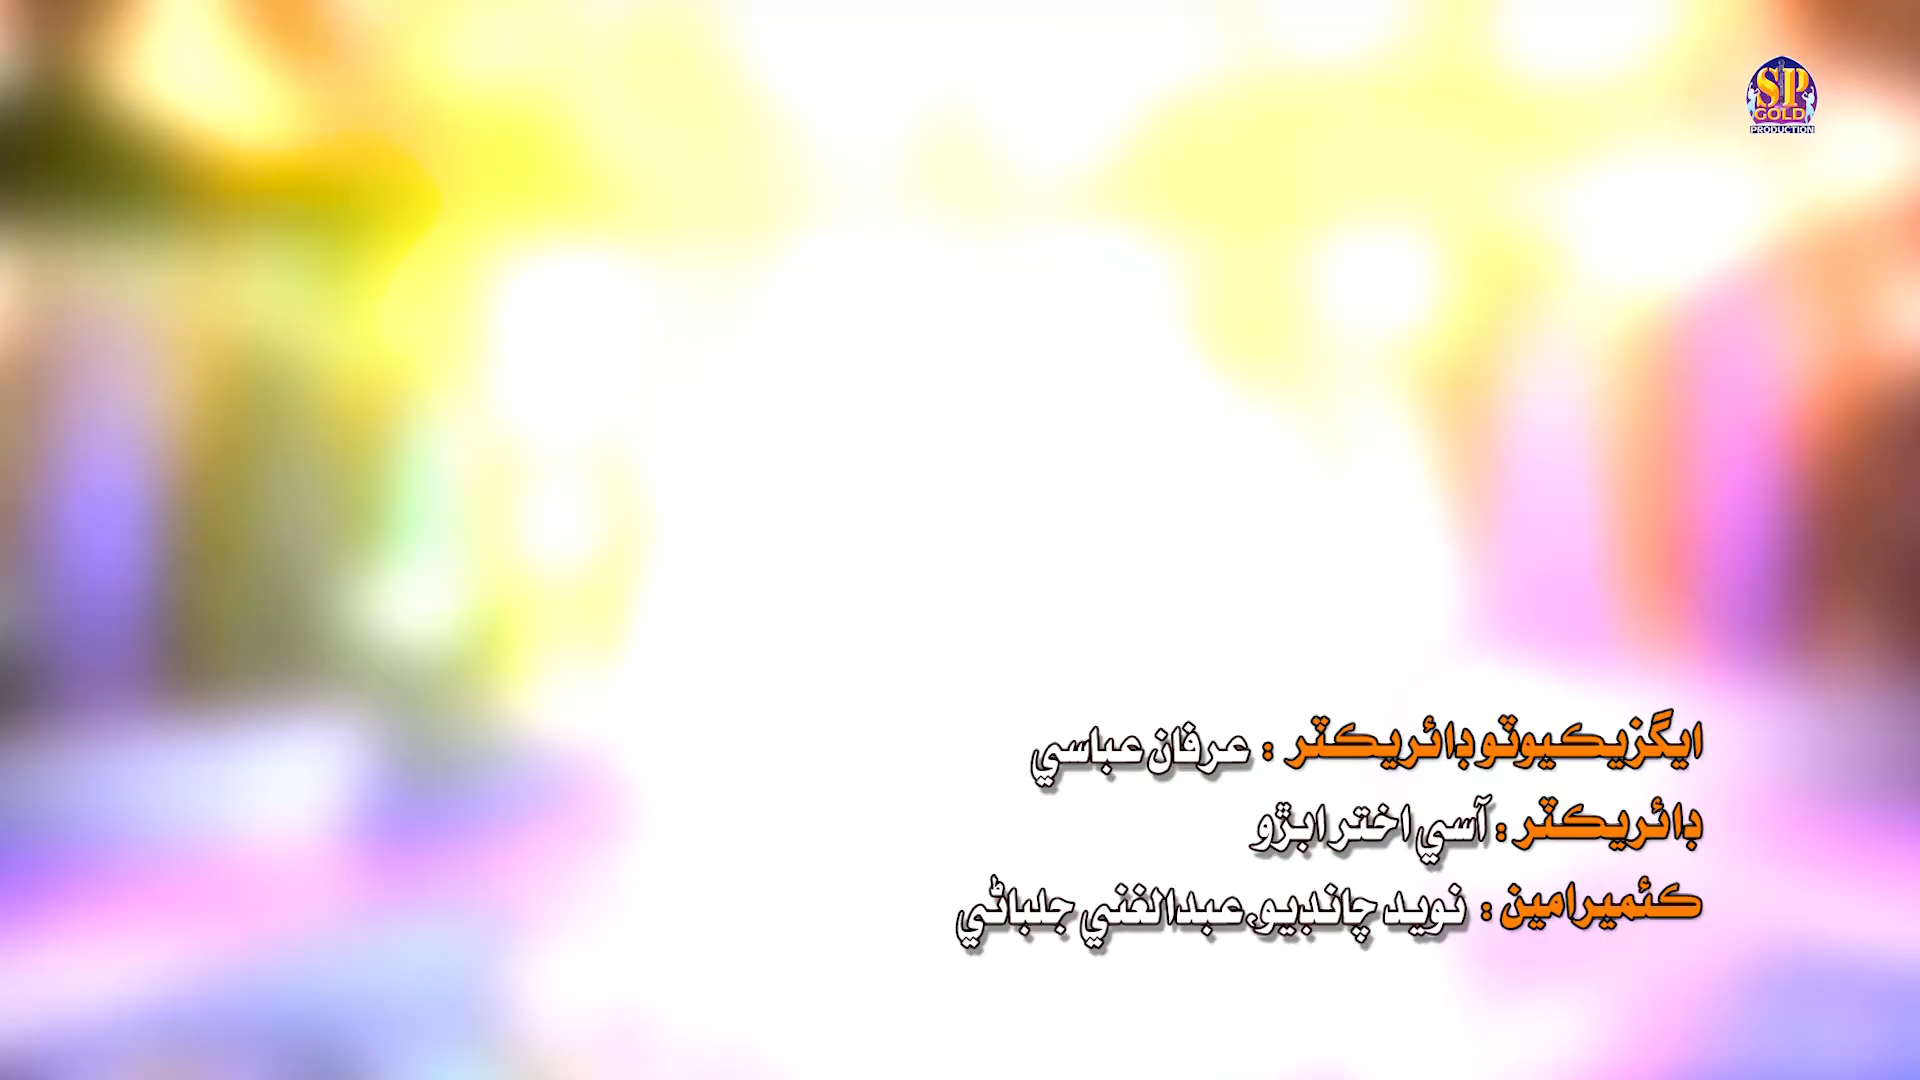 SP
GOLD
PRODUCTION
ايگزيڪيوٽو ڊائريڪٽر : عرفان عباسي
ڊائريڪٽر : آسي اختر ابڙو
ڪئميرامين : نويد چانڊيو، عبدالغني جلباڻي